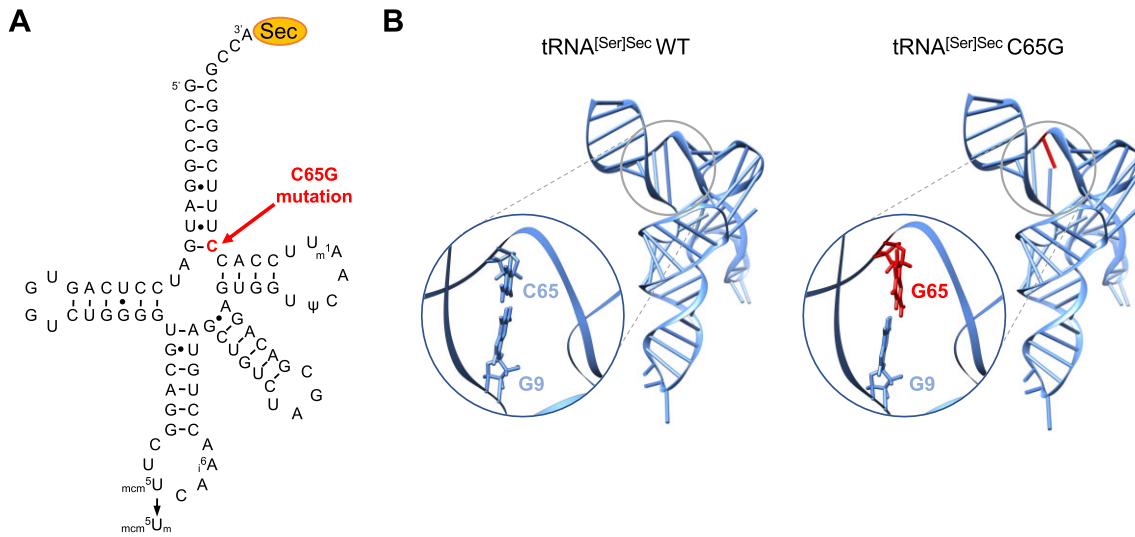 A
B
3'
A Sec
C
C
G
5'
G C
C G
C G
C G
G C
G U
A U
U U
G C
C65G
mutation
A
U
U G A C U C C
G
G
U C U G G G G
U
C A C C U
U m¹A
A
A
C
Ψ
U
G U G G
A
G
G A C A G
C U G U C
C
G
A
U
U A
G U
C G
A U
G C
G C
C A
U i⁶A
mcm⁵U A
C
mcm⁵Um
tRNA[Ser]Sec WT
tRNA[Ser]Sec C65G
C65
G9
G65
G9